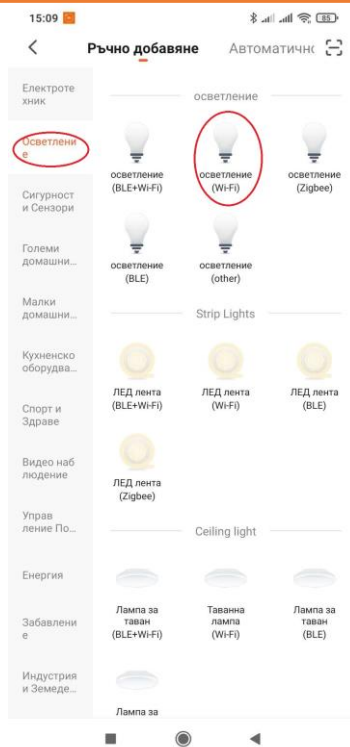 15:09
85
Ръчно добавяне
Автоматичнс
Електроте
хник
Осветлени
е
Сигурност
и Сензори
Големи
домашни...
Малки
домашни...
Кухненско
оборудва...
Спорт и
Здраве
Видео наб
людение
Управ
ление По...
Енергия
Забавлени
е
Индустрия
и Земеде...
осветление
осветление
(BLE+Wi-Fi)
осветление
(Wi-Fi)
осветление
(Zigbee)
осветление
(BLE)
осветление
(other)
Strip Lights
ЛЕД лента
(BLE+Wi-Fi)
ЛЕД лента
(Wi-Fi)
ЛЕД лента
(BLE)
ЛЕД лента
(Zigbee)
Ceiling light
Лампа за
таван
(BLE+Wi-Fi)
Таванна
лампа
(Wi-Fi)
Лампа за
таван
(BLE)
Лампа за